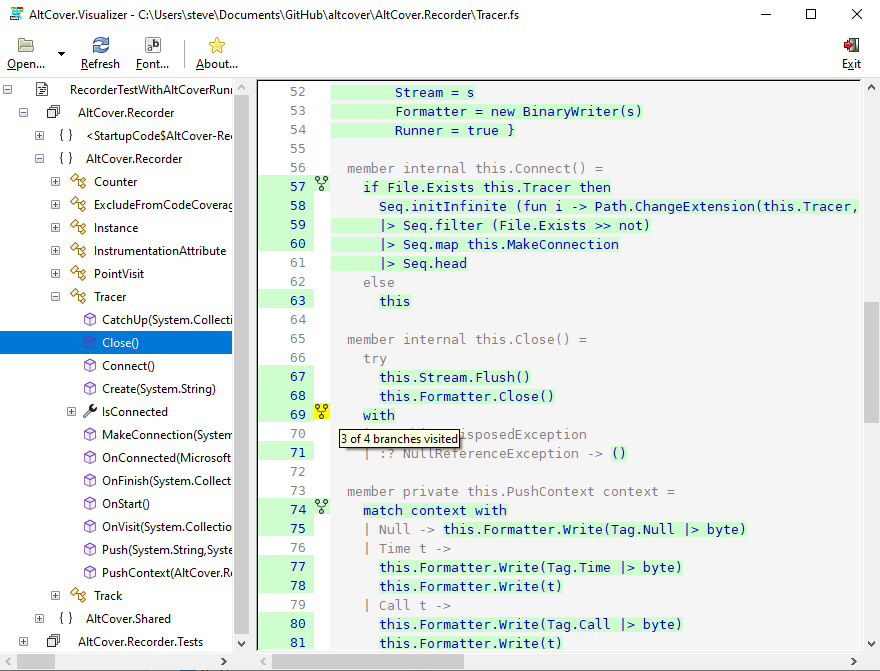 AltCover.Visualizer - C:\Users\steve\Documents\GitHub\altcover\AltCover.Recorder\Tracer.fs
Open... Refresh Font... About... Exit
RecorderTestWithAltCoverRun
AltCover.Recorder
{ } <StartupCode$AltCover-Re
{ } AltCover.Recorder
Counter
ExcludeFromCodeCoverag
Instance
InstrumentationAttribute
PointVisit
Tracer
CatchUp(System.Collecti
Close()
Connect()
Create(System.String)
IsConnected
MakeConnection(System
OnConnected(Microsoft
OnFinish(System.Collect
OnStart()
OnVisit(System.Collectio
Push(System.String,Syste
PushContext(AltCover.Re
Track
{ } AltCover.Shared
AltCover.Recorder.Tests
52 Stream = s
53 Formatter = new BinaryWriter(s)
54 Runner = true }
55
56 member internal this.Connect() =
57 if File.Exists this.Tracer then
58 Seq.initInfinite (fun i -> Path.ChangeExtension(this.Tracer,
59 |> Seq.filter (File.Exists >> not)
60 |> Seq.map this.MakeConnection
61 |> Seq.head
62 else
63 this
64
65 member internal this.Close() =
66 try
67 this.Stream.Flush()
68 this.Formatter.Close()
69 with
70 isposedException
3 of 4 branches visited
71 | :? NullReferenceException -> ()
72
73 member private this.PushContext context =
74 match context with
75 | Null -> this.Formatter.Write(Tag.Null |> byte)
76 | Time t ->
77 this.Formatter.Write(Tag.Time |> byte)
78 this.Formatter.Write(t)
79 | Call t ->
80 this.Formatter.Write(Tag.Call |> byte)
81 this.Formatter.Write(t)